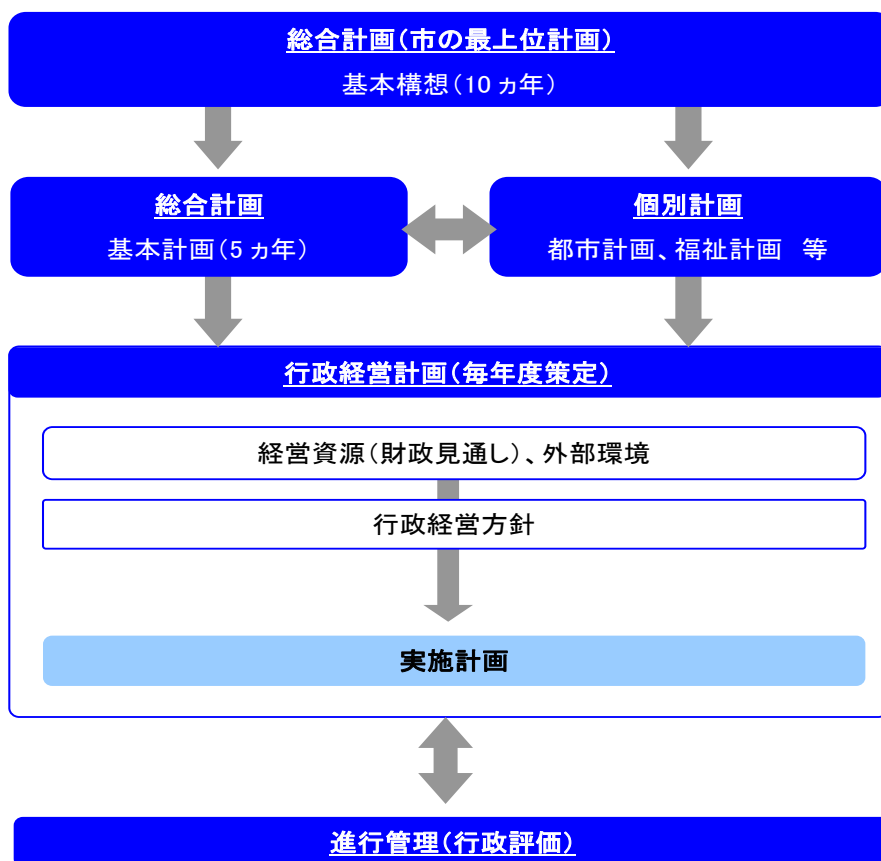 総合計画（市の最上位計画）
基本構想（10 ヵ年）
総合計画
基本計画（5 ヵ年）
個別計画
都市計画、福祉計画　等
行政経営計画（毎年度策定）
経営資源（財政見通し）、外部環境
行政経営方針
実施計画
進行管理（行政評価）